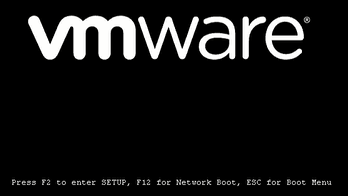 vmware®
Press F2 to enter SETUP, F12 for Network Boot, ESC for Boot Menu